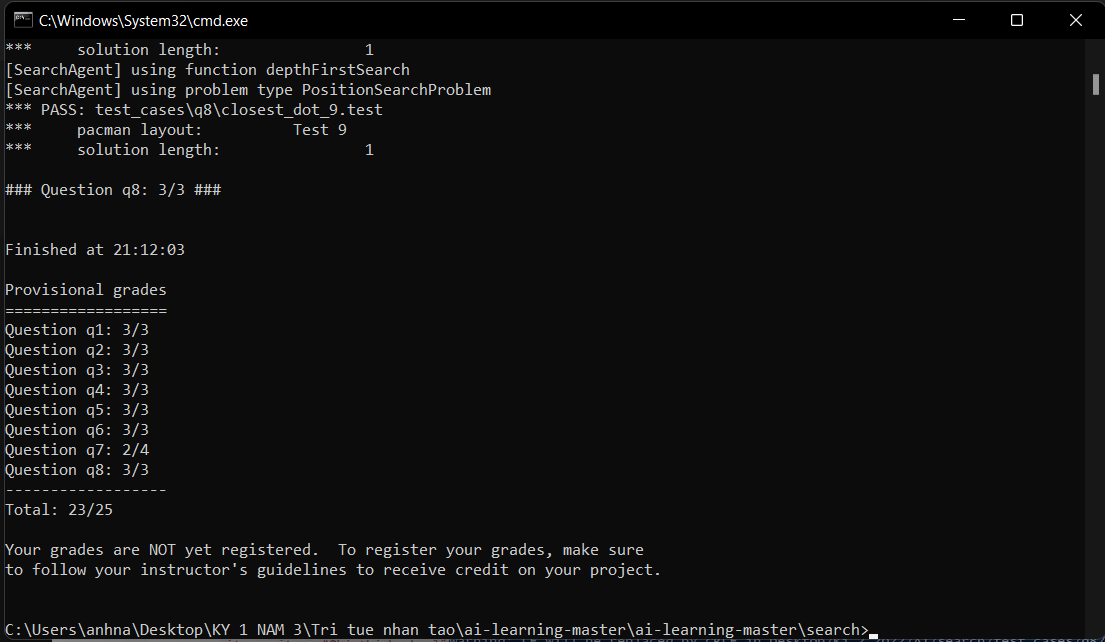 C:\Windows\System32\cmd.exe
***     solution length:                1
[SearchAgent] using function depthFirstSearch
[SearchAgent] using problem type PositionSearchProblem
*** PASS: test_cases\q8\closest_dot_9.test
***     pacman layout:          Test 9
***     solution length:                1
### Question q8: 3/3 ###
Finished at 21:12:03
Provisional grades
==================
Question q1: 3/3
Question q2: 3/3
Question q3: 3/3
Question q4: 3/3
Question q5: 3/3
Question q6: 3/3
Question q7: 2/4
Question q8: 3/3
------------------
Total: 23/25
Your grades are NOT yet registered.  To register your grades, make sure
to follow your instructor's guidelines to receive credit on your project.
C:\Users\anhna\Desktop\KY 1 NAM 3\Tri tue nhan tao\ai-learning-master\ai-learning-master\search>